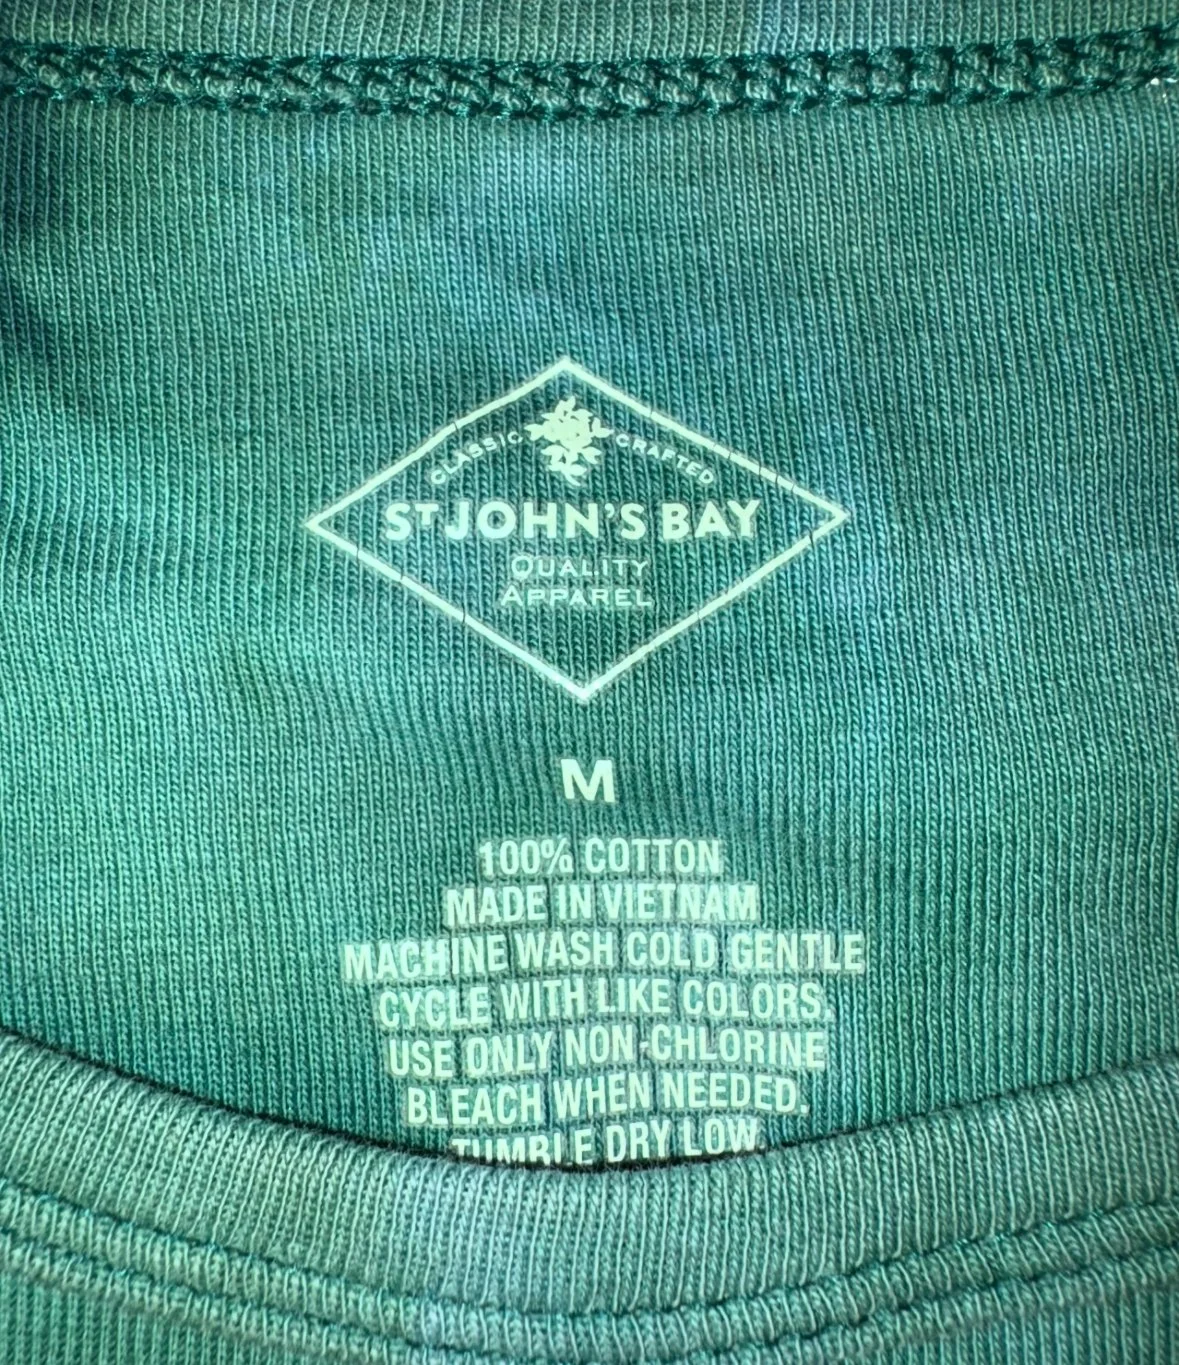 CLASSIC CRAFTED
ST JOHN'S BAY
QUALITY
APPAREL
M
100% COTTON
MADE IN VIETNAM
MACHINE WASH COLD GENTLE
CYCLE WITH LIKE COLORS.
USE ONLY NON-CHLORINE
BLEACH WHEN NEEDED.
TUMBLE DRY LOW